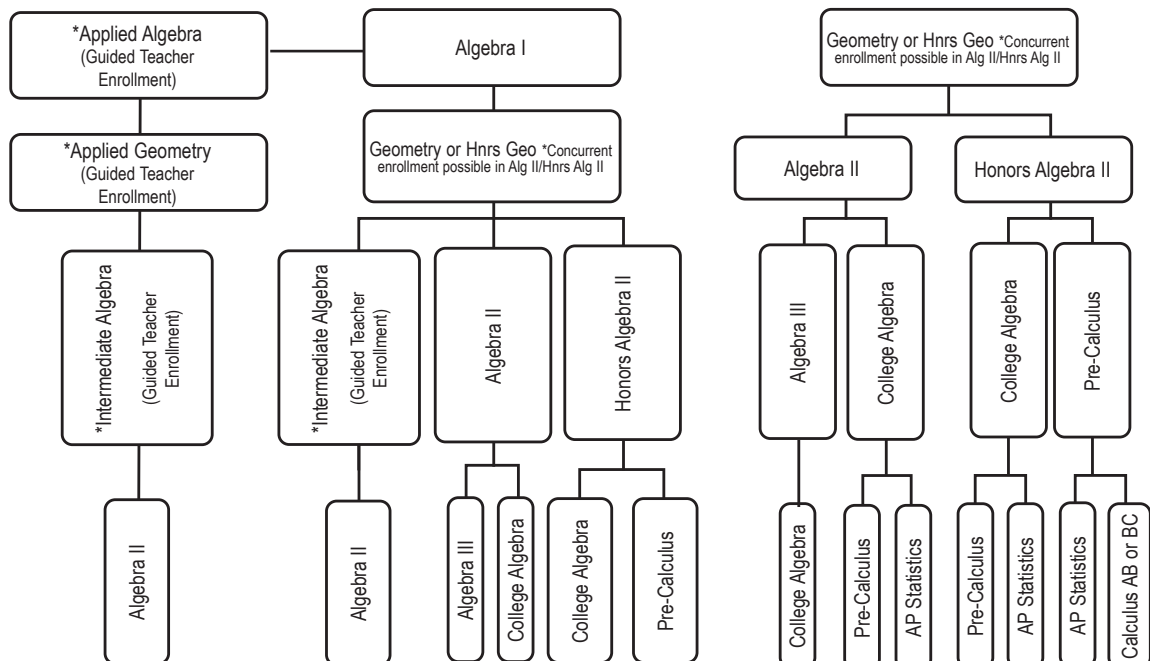 *Applied Algebra
(Guided Teacher
Enrollment)
Algebra I
Geometry or Hnrs Geo *Concurrent
enrollment possible in Alg II/Hnrs Alg II
*Applied Geometry
(Guided Teacher
Enrollment)
Geometry or Hnrs Geo *Concurrent
enrollment possible in Alg II/Hnrs Alg II
Algebra II
Honors Algebra II
*Intermediate Algebra
(Guided Teacher
Enrollment)
*Intermediate Algebra
(Guided Teacher
Enrollment)
Algebra II
Honors Algebra II
Algebra III
College Algebra
College Algebra
Pre-Calculus
Algebra II
Algebra II
Algebra III
College Algebra
College Algebra
Pre-Calculus
College Algebra
Pre-Calculus
AP Statistics
Pre-Calculus
AP Statistics
AP Statistics
Calculus AB or BC